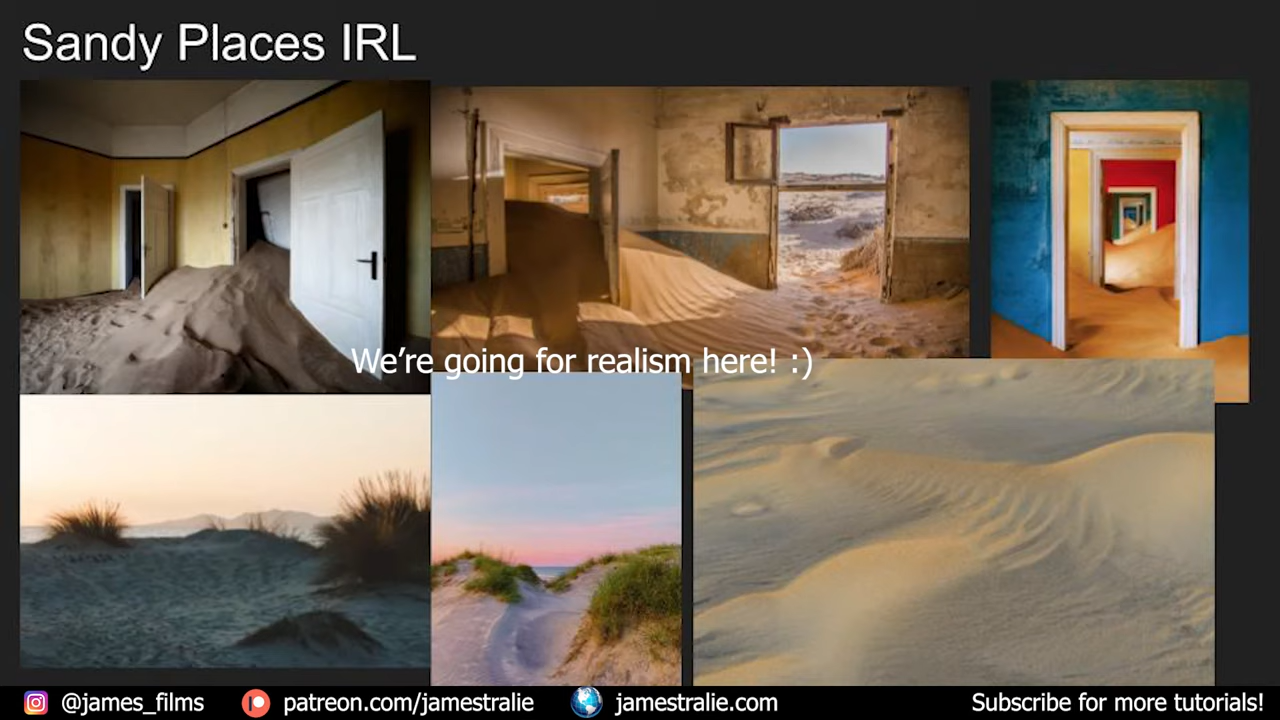 Sandy Places IRL
We’re going for realism here! :)
@james_films patreon.com/jamestralie jamestralie.com Subscribe for more tutorials!